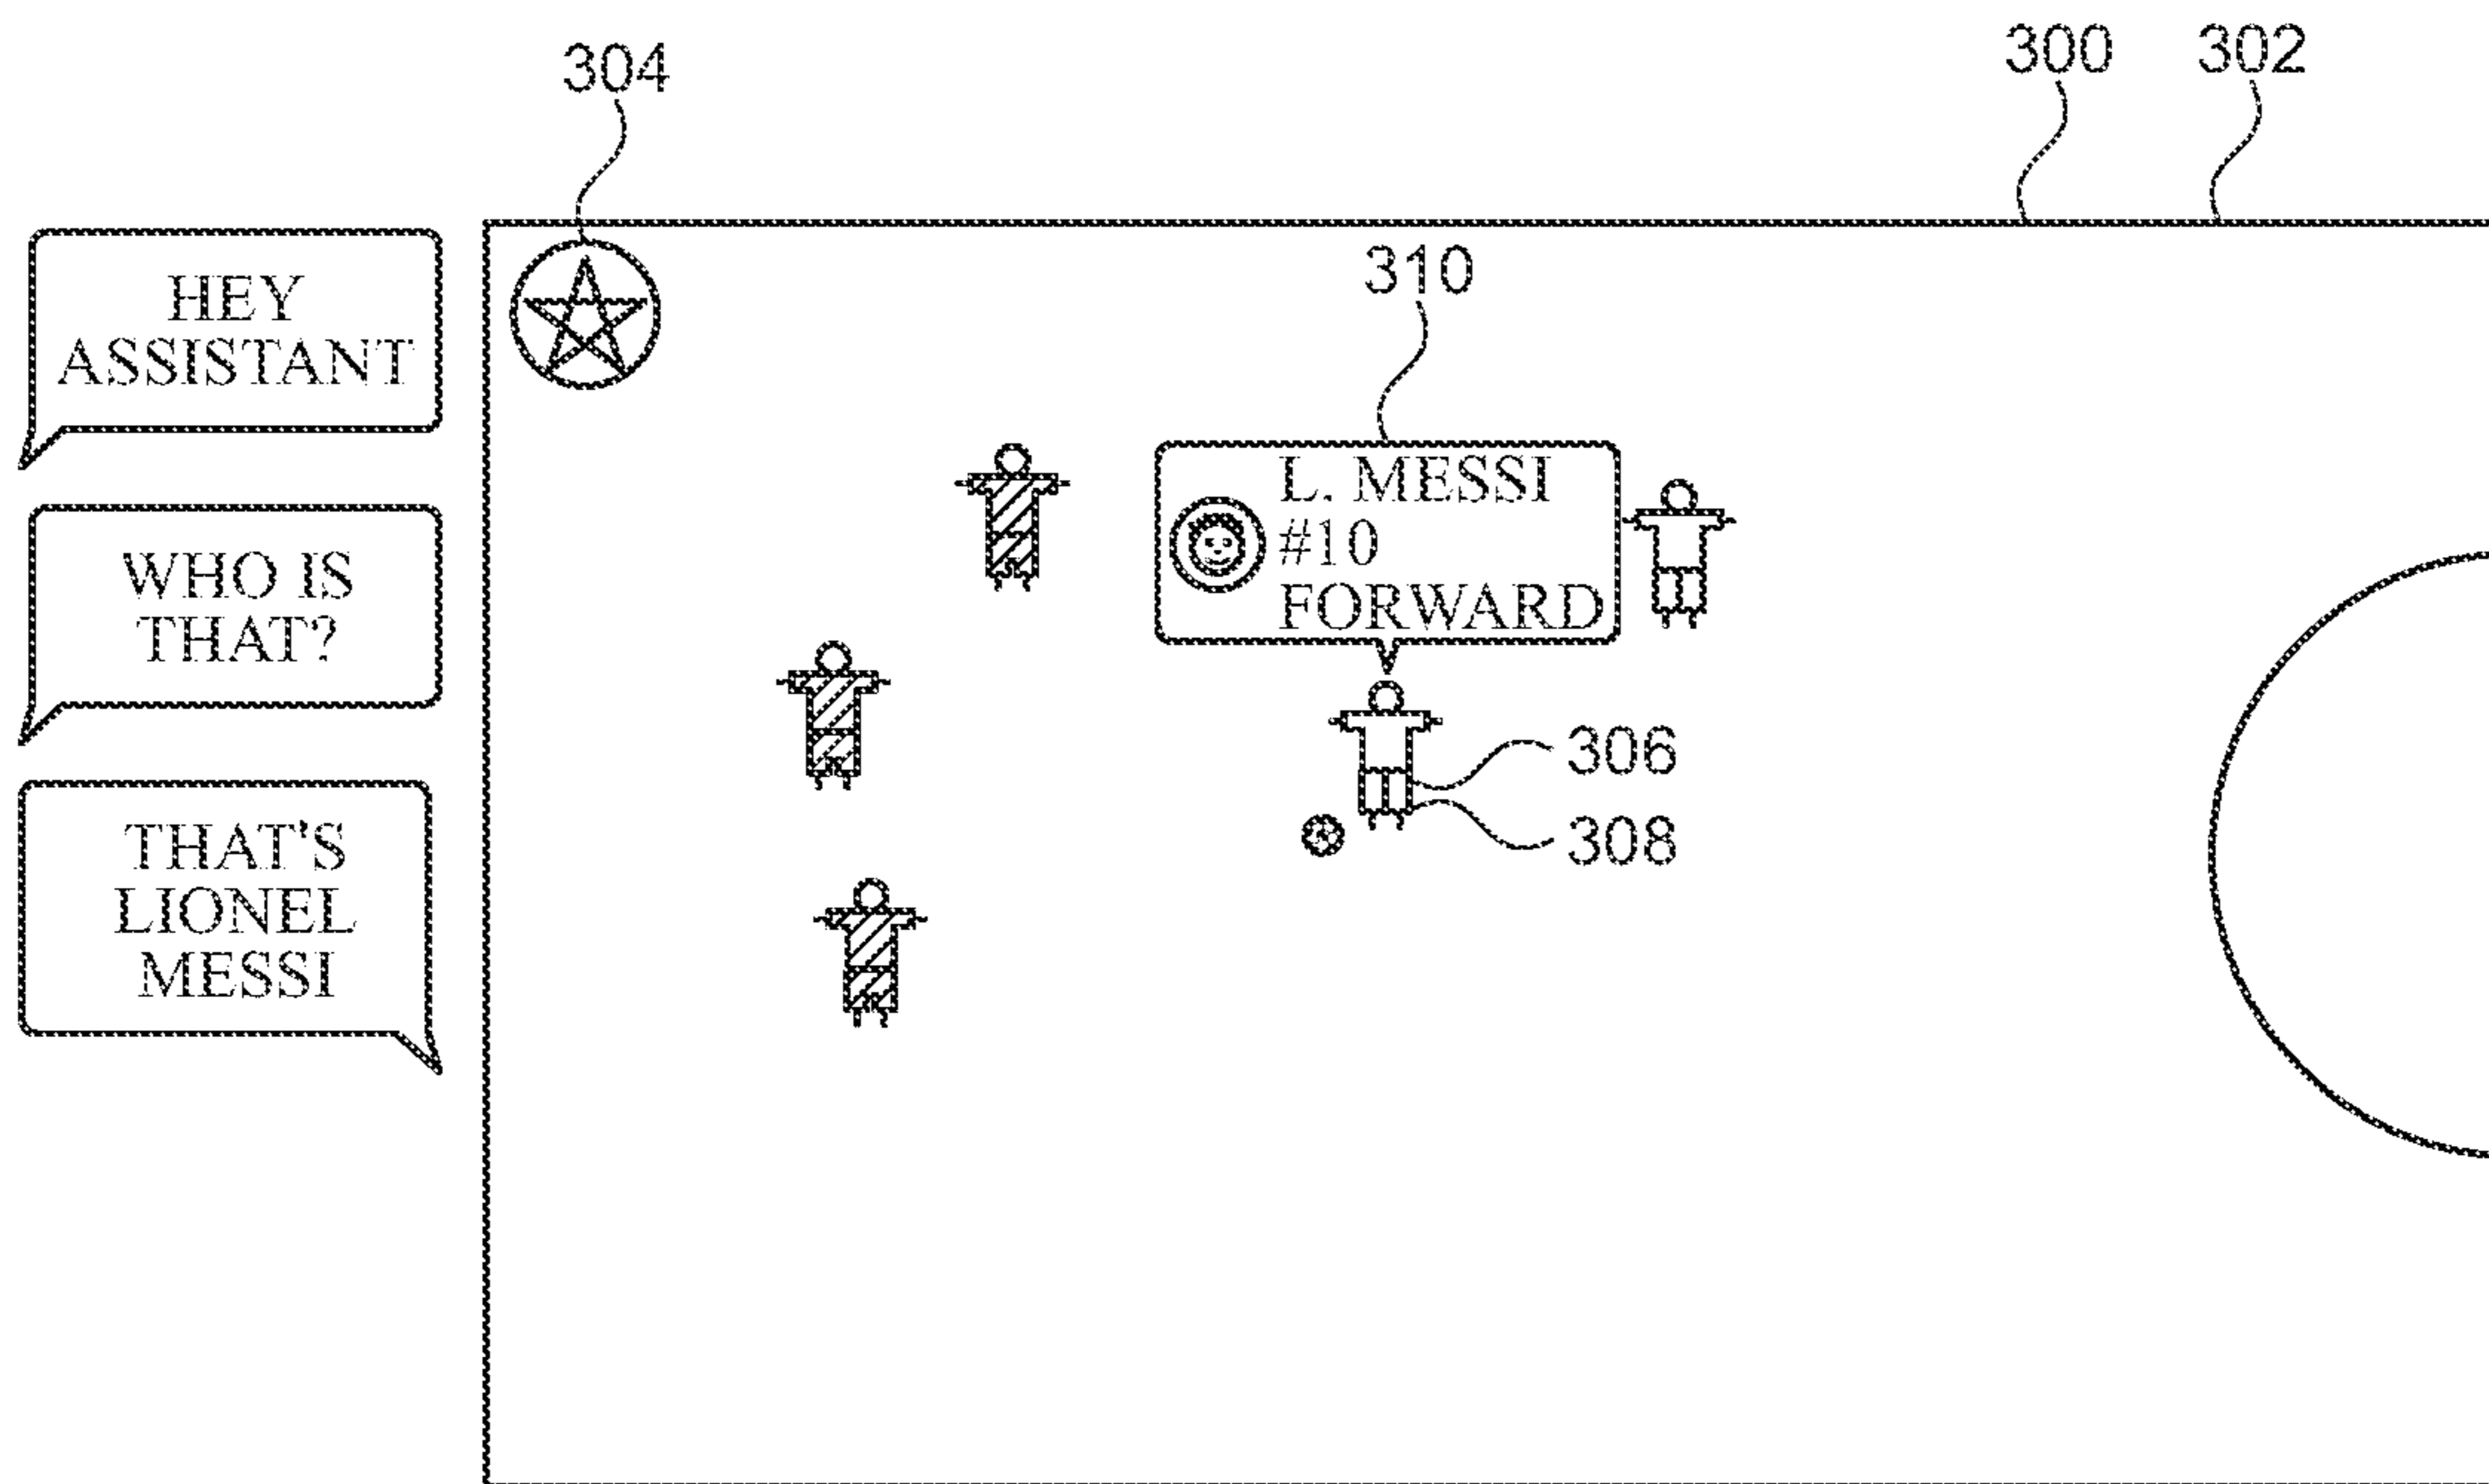 304
300
302
HEY
ASSISTANT
WHO IS
THAT?
THAT'S
LIONEL
MESSI
310
L. MESSI
#10
FORWARD
306
308